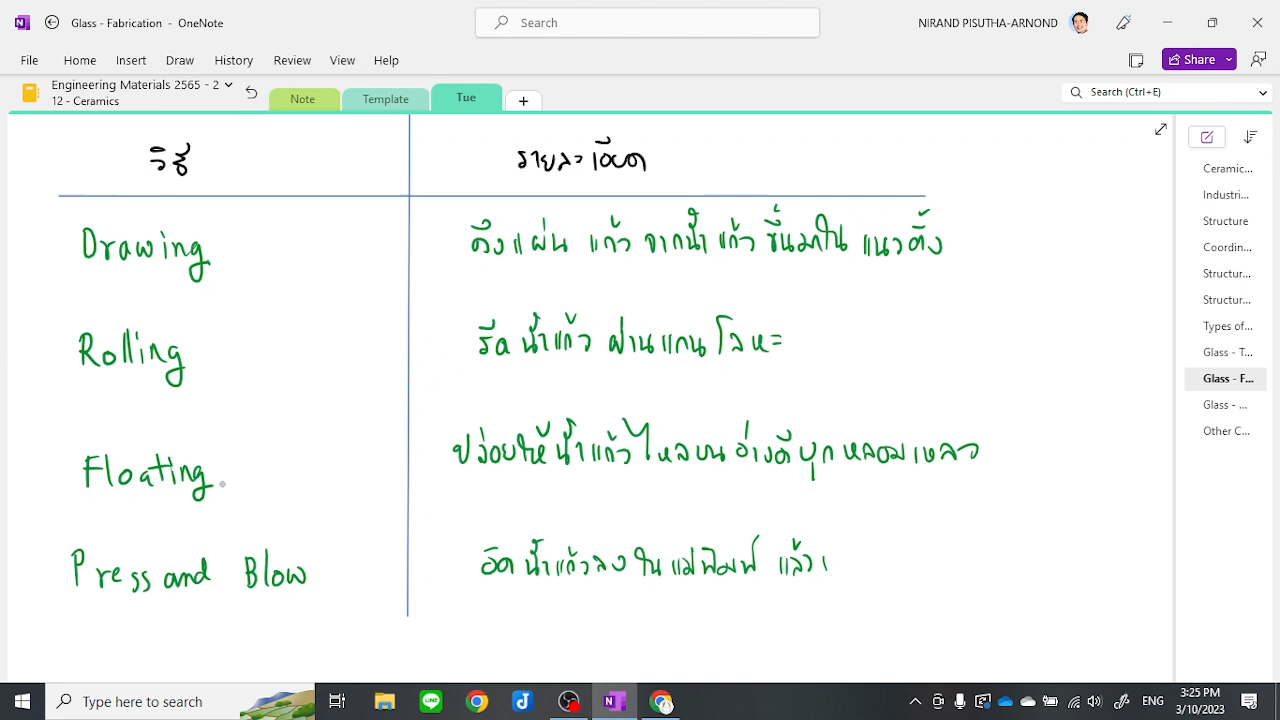 Glass - Fabrication - OneNote
Search
NIRAND PISUTHA-ARNOND
File Home Insert Draw History Review View Help
Share
Engineering Materials 2565 - 2
12 - Ceramics
Note Template Tue +
Search (Ctrl+E)
วิธี รายละเอียด
Drawing ดึงแผ่นแก้วจากน้ำแก้วขึ้นมาในแนวตั้ง
Rolling รีดน้ำแก้วผ่านแกนโลหะ
Floating ปล่อยให้น้ำแก้วไหลบนอ่างดีบุกหลอมเหลว
Press and Blow อัดน้ำแก้วลงในแม่พิมพ์ แล้วเ
Ceramic...
Industri...
Structure
Coordin...
Structur...
Structur...
Types of...
Glass - T...
Glass - F...
Glass - ...
Other C...
Type here to search
ENG
3:25 PM
3/10/2023